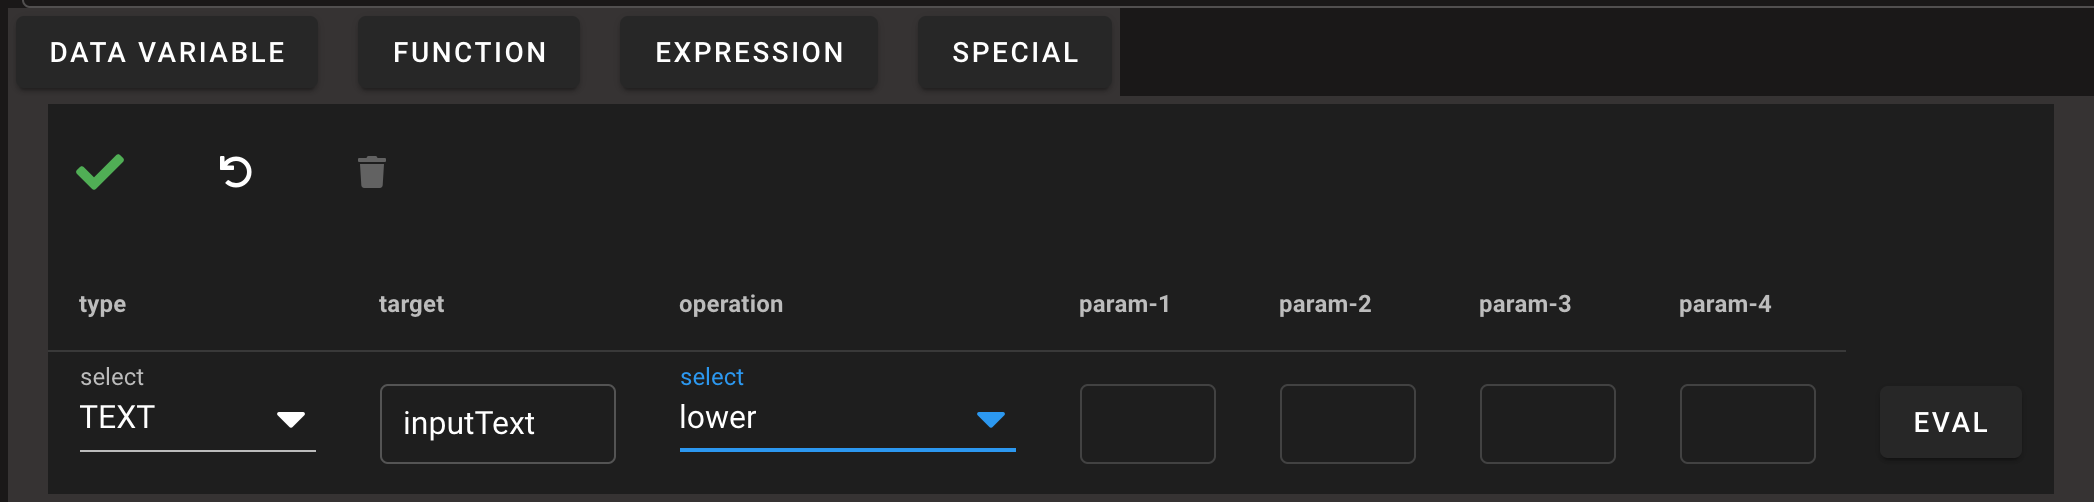 DATA VARIABLE FUNCTION EXPRESSION SPECIAL
type target operation param-1 param-2 param-3 param-4
select select
TEXT inputText lower EVAL